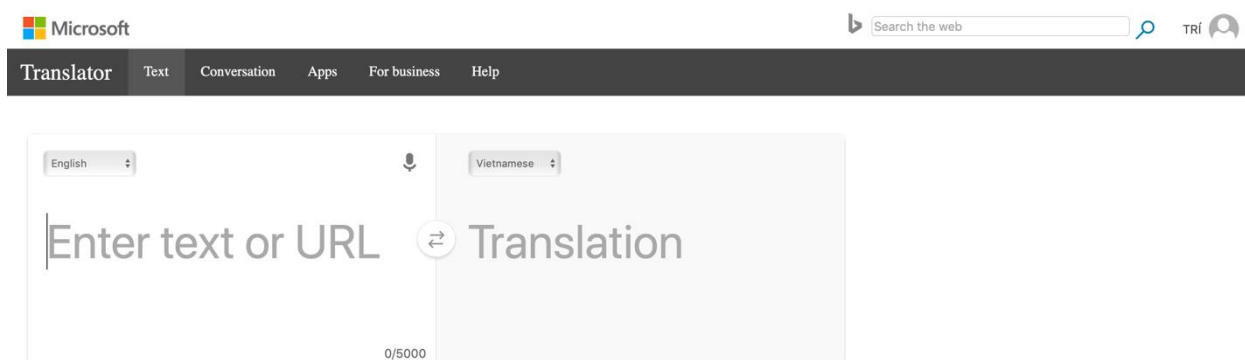 Microsoft
Search the web
TRÍ
Translator Text Conversation Apps For business Help
English
Vietnamese
Enter text or URL
Translation
0/5000